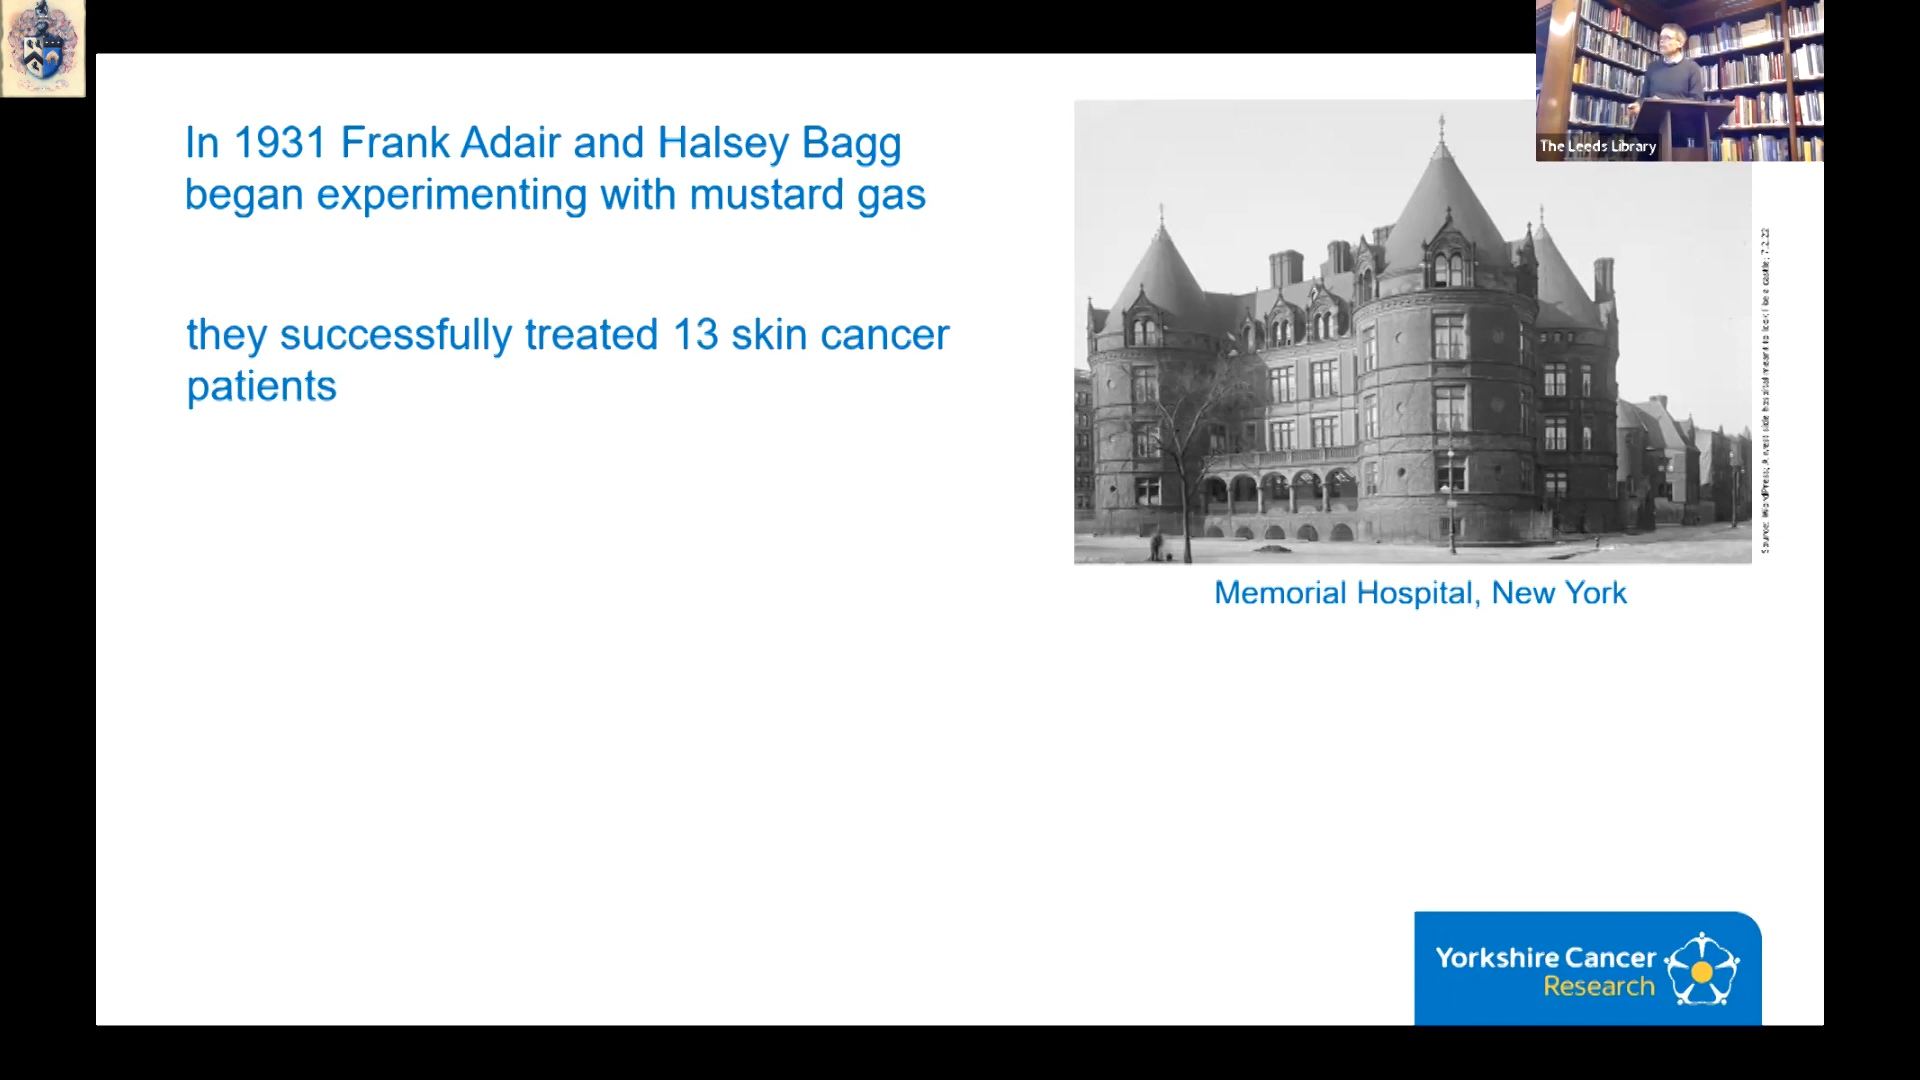 In 1931 Frank Adair and Halsey Bagg
began experimenting with mustard gas
they successfully treated 13 skin cancer
patients
The Leeds Library
Memorial Hospital, New York
Yorkshire Cancer
Research